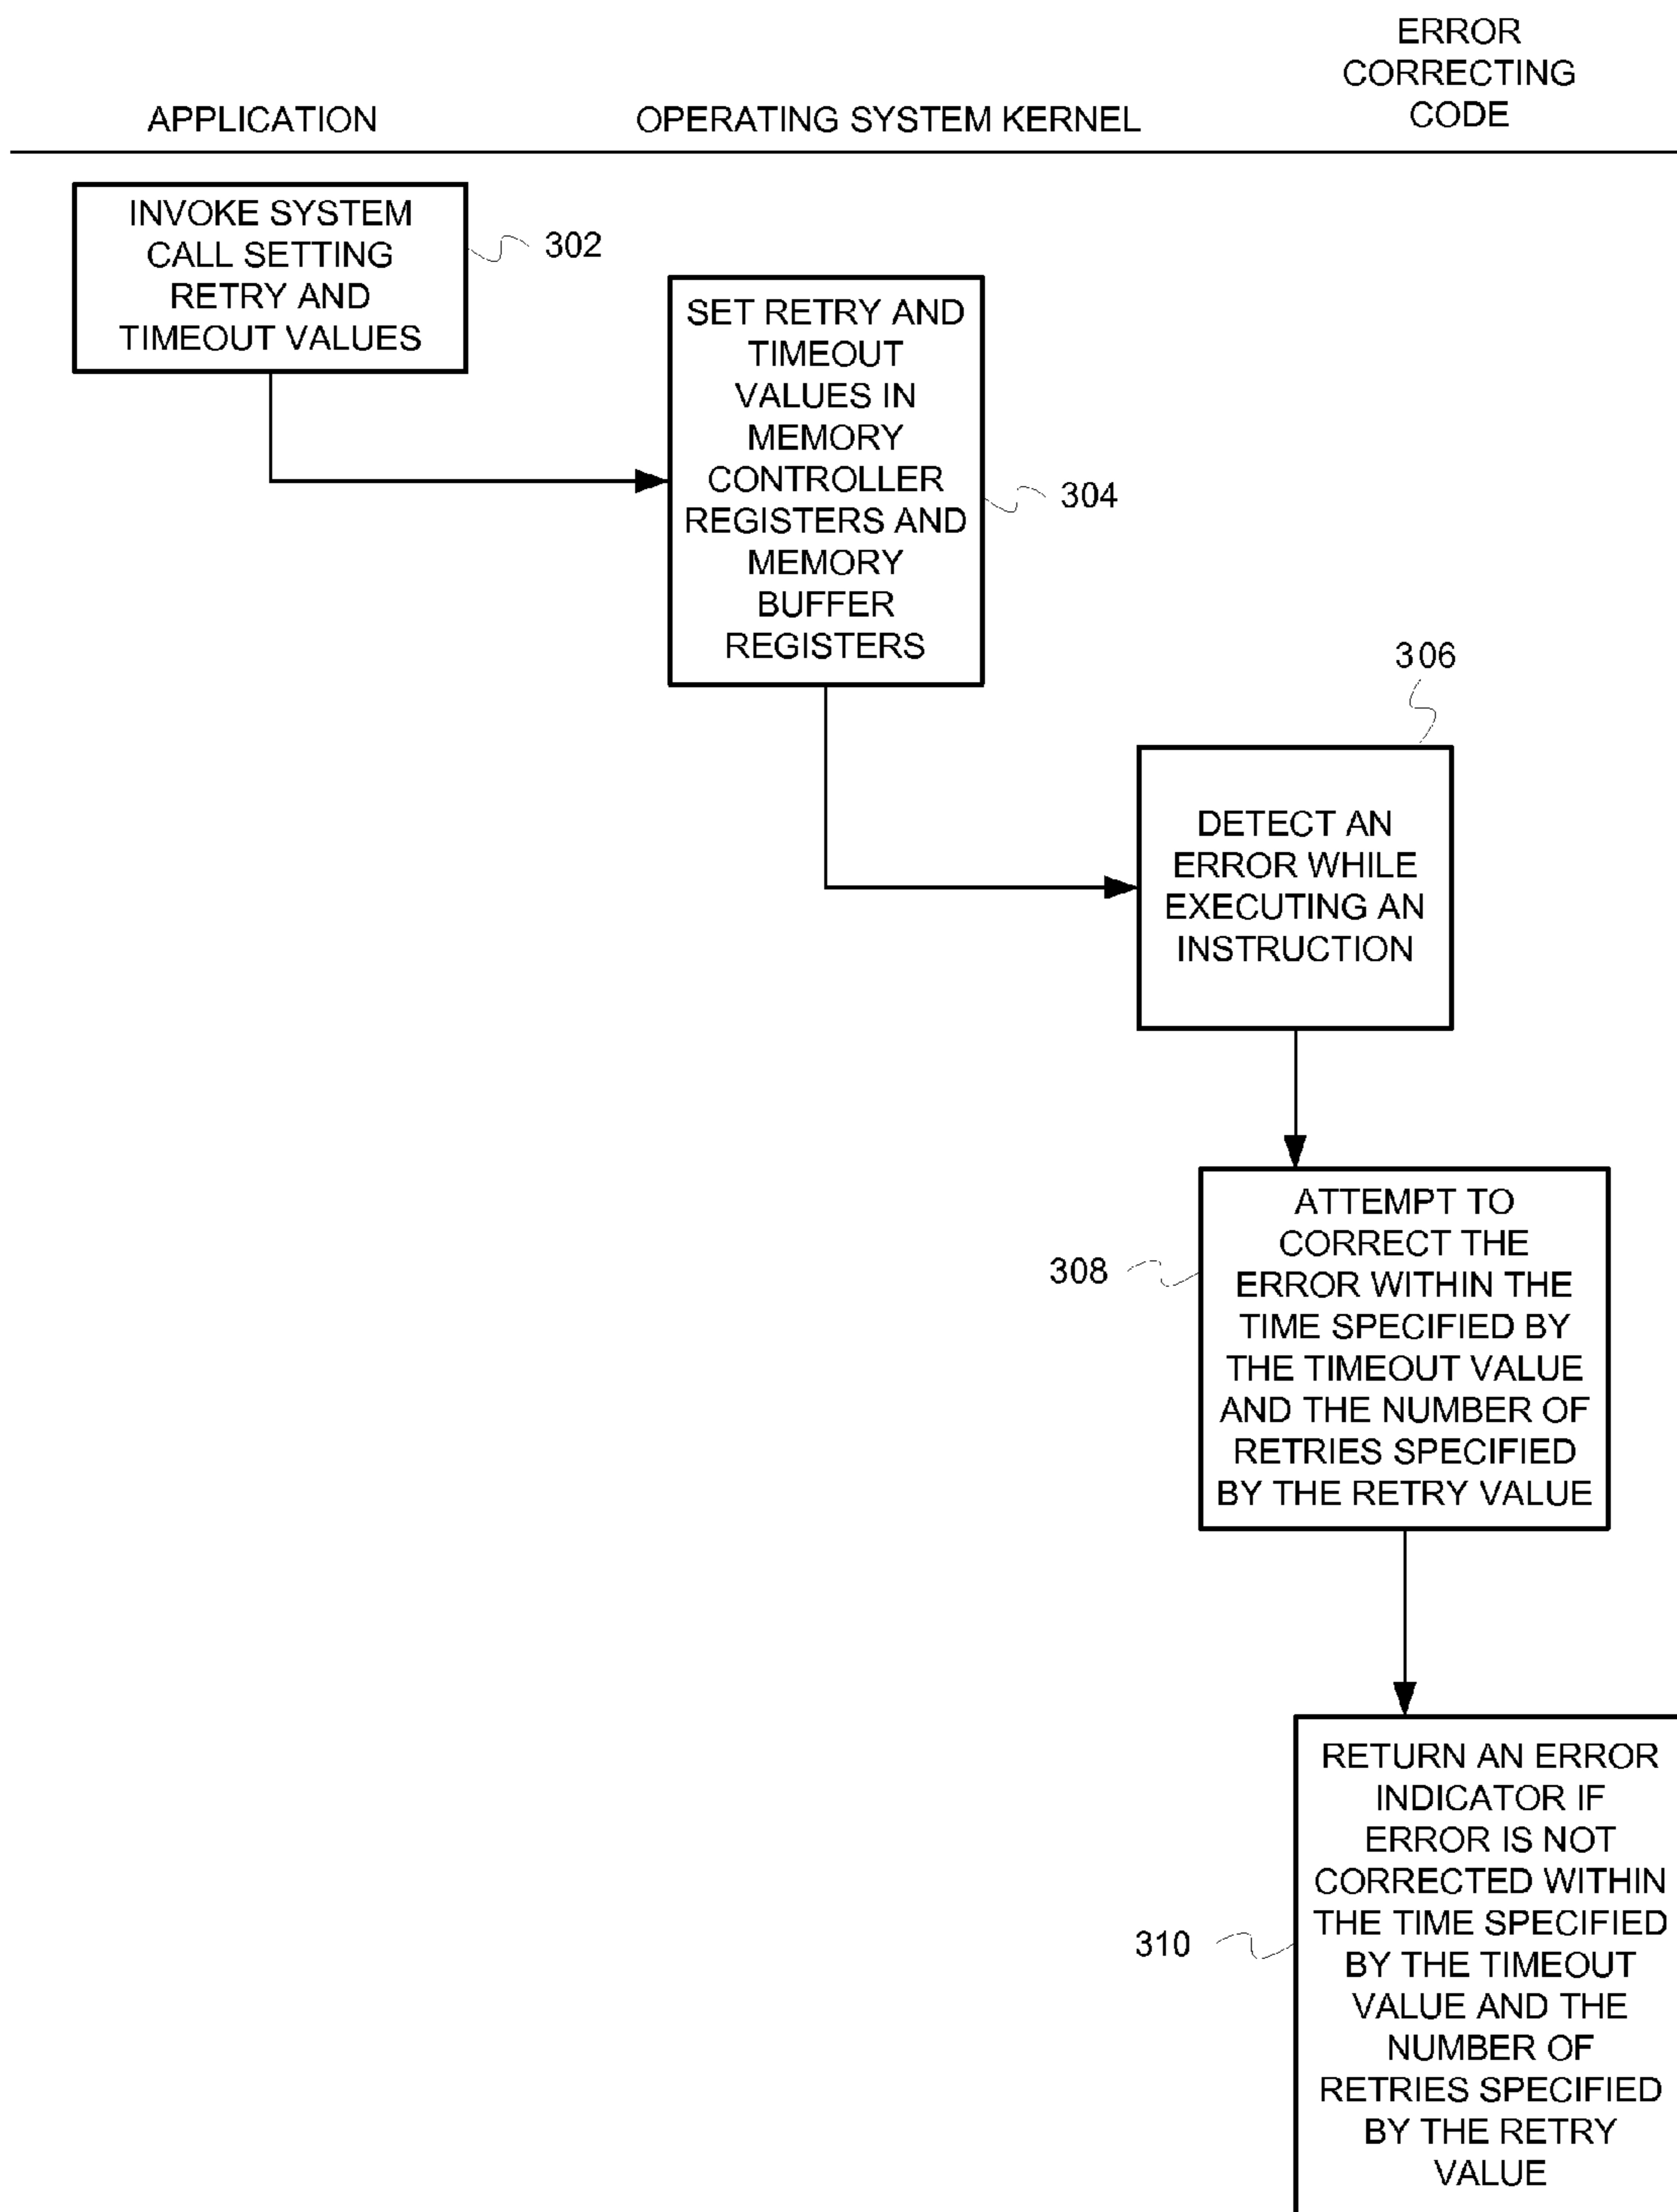 APPLICATION
OPERATING SYSTEM KERNEL
ERROR
CORRECTING
CODE
INVOKE SYSTEM
CALL SETTING
RETRY AND
TIMEOUT VALUES
302
SET RETRY AND
TIMEOUT
VALUES IN
MEMORY
CONTROLLER
REGISTERS AND
MEMORY
BUFFER
REGISTERS
304
306
DETECT AN
ERROR WHILE
EXECUTING AN
INSTRUCTION
308
ATTEMPT TO
CORRECT THE
ERROR WITHIN THE
TIME SPECIFIED BY
THE TIMEOUT VALUE
AND THE NUMBER OF
RETRIES SPECIFIED
BY THE RETRY VALUE
310
RETURN AN ERROR
INDICATOR IF
ERROR IS NOT
CORRECTED WITHIN
THE TIME SPECIFIED
BY THE TIMEOUT
VALUE AND THE
NUMBER OF
RETRIES SPECIFIED
BY THE RETRY
VALUE